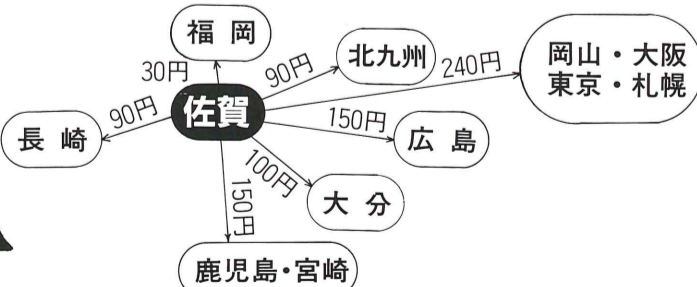 福岡
30円
90円
北九州
240円
岡山・大阪
東京・札幌
90円
佐賀
150円
長崎
広島
100円
大分
150円
鹿児島・宮崎